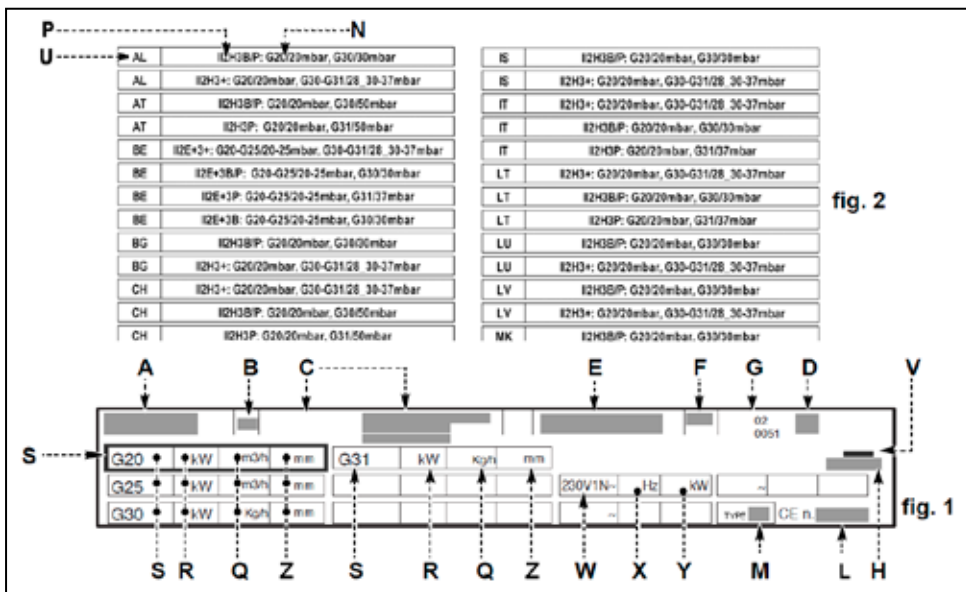 P N
U AL II2H3B/P: G20/20mbar, G30/30mbar
AL II2H3+: G20/20mbar, G30-G31/28_30-37mbar
AT II2H3B/P: G20/20mbar, G30/50mbar
AT II2H3P: G20/20mbar, G31/50mbar
BE II2E+3+: G20-G25/20-25mbar, G30-G31/28_30-37mbar
BE II2E+3B/P: G20-G25/20-25mbar, G30/30mbar
BE II2E+3P: G20-G25/20-25mbar, G31/37mbar
BE II2E+3B: G20-G25/20-25mbar, G30/30mbar
BG II2H3B/P: G20/20mbar, G30/30mbar
BG II2H3+: G20/20mbar, G30-G31/28_30-37mbar
CH II2H3+: G20/20mbar, G30-G31/28_30-37mbar
CH II2H3B/P: G20/20mbar, G30/50mbar
CH II2H3P: G20/20mbar, G31/50mbar
IS II2H3B/P: G20/20mbar, G30/30mbar
IS II2H3+: G20/20mbar, G30-G31/28_30-37mbar
IT II2H3+: G20/20mbar, G30-G31/28_30-37mbar
IT II2H3B/P: G20/20mbar, G30/30mbar
IT II2H3P: G20/20mbar, G31/37mbar
LT II2H3+: G20/20mbar, G30-G31/28_30-37mbar
LT II2H3B/P: G20/20mbar, G30/30mbar
LT II2H3P: G20/20mbar, G31/37mbar
LU II2H3B/P: G20/20mbar, G30/30mbar
LU II2H3+: G20/20mbar, G30-G31/28_30-37mbar
LV II2H3B/P: G20/20mbar, G30/30mbar
LV II2H3+: G20/20mbar, G30-G31/28_30-37mbar
MK II2H3B/P: G20/20mbar, G30/30mbar
fig. 2
A B C E F G D V
02
0051
S G20 kW m3/h mm G31 kW Kg/h mm
H
G25 kW m3/h mm 230V1N~ Hz kW ~
fig. 1
G30 kW Kg/h mm ~ TYPE CE n.
S R Q Z S R Q Z W X Y M L H